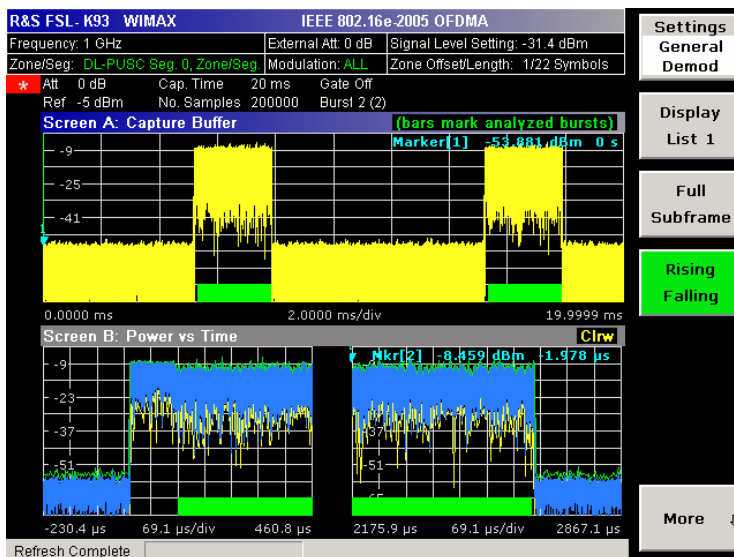 R&S FSL- K93 WIMAX IEEE 802.16e-2005 OFDMA
Frequency: 1 GHz External Att: 0 dB Signal Level Setting: -31.4 dBm
Zone/Seg: DL-PUSC Seg. 0, Zone/Seg. Modulation: ALL Zone Offset/Length: 1/22 Symbols
* Att 0 dB Cap. Time 20 ms Gate Off
Ref -5 dBm No. Samples 200000 Burst 2 (2)
Screen A: Capture Buffer (bars mark analyzed bursts)
Marker[1] -53.881 dBm 0 s
-9
-25
-41
1
0.0000 ms 2.0000 ms/div 19.9999 ms
Screen B: Power vs Time Clrw
Mkr[2] -8.459 dBm -1.978 µs
-9
-23
-37 -37
-51 -51
-230.4 µs 69.1 µs/div 460.8 µs 2175.9 µs 69.1 µs/div 2867.1 µs
Refresh Complete
Settings
General
Demod
Display
List 1
Full
Subframe
Rising
Falling
More